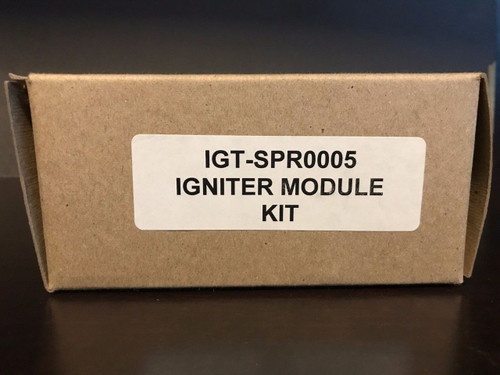 IGT-SPR0005
IGNITER MODULE
KIT